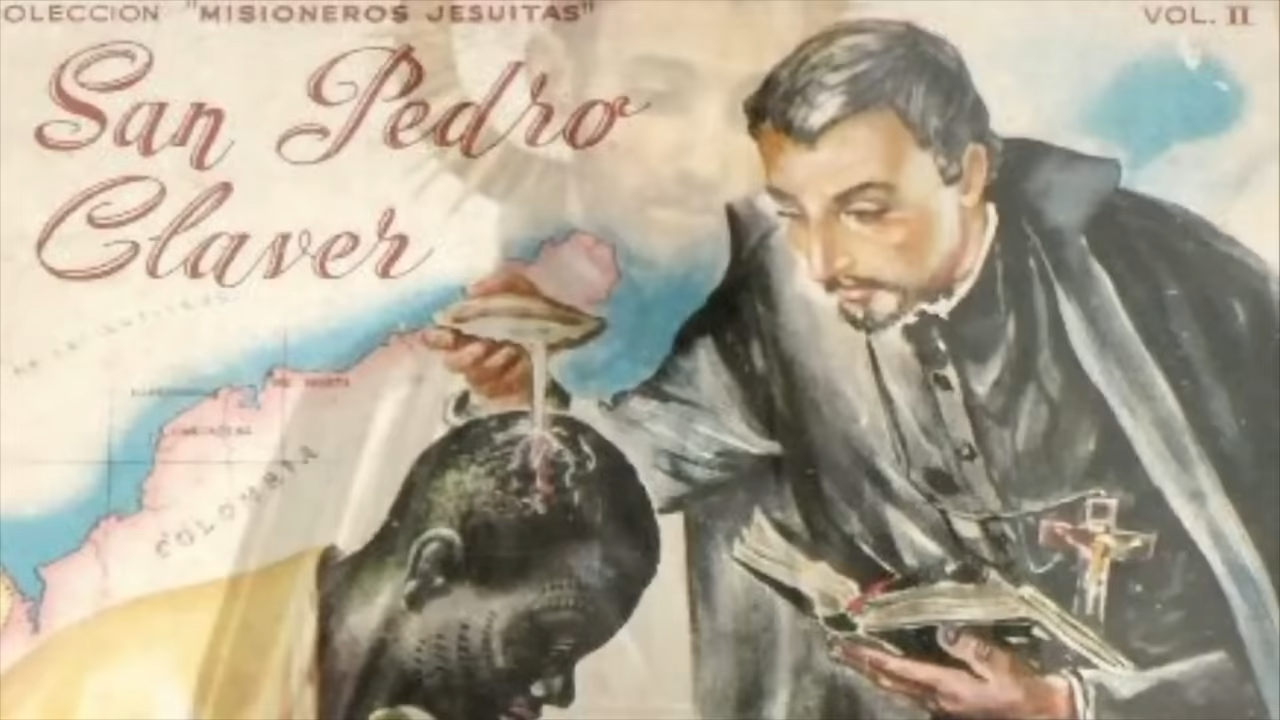 OLECCION "MISIONEROS JESUITAS"
VOL. II
San Pedro
Claver
COLOMBIA